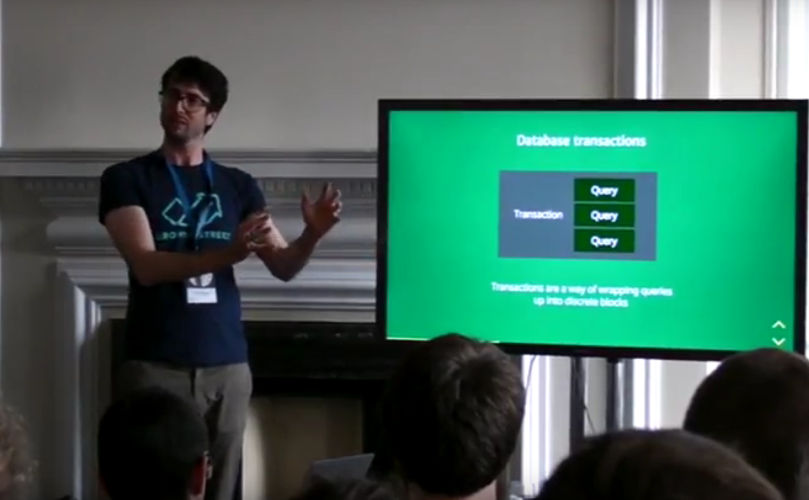 Database transactions
Transaction
Query
Query
Query
Transactions are a way of wrapping queries
up into discrete blocks